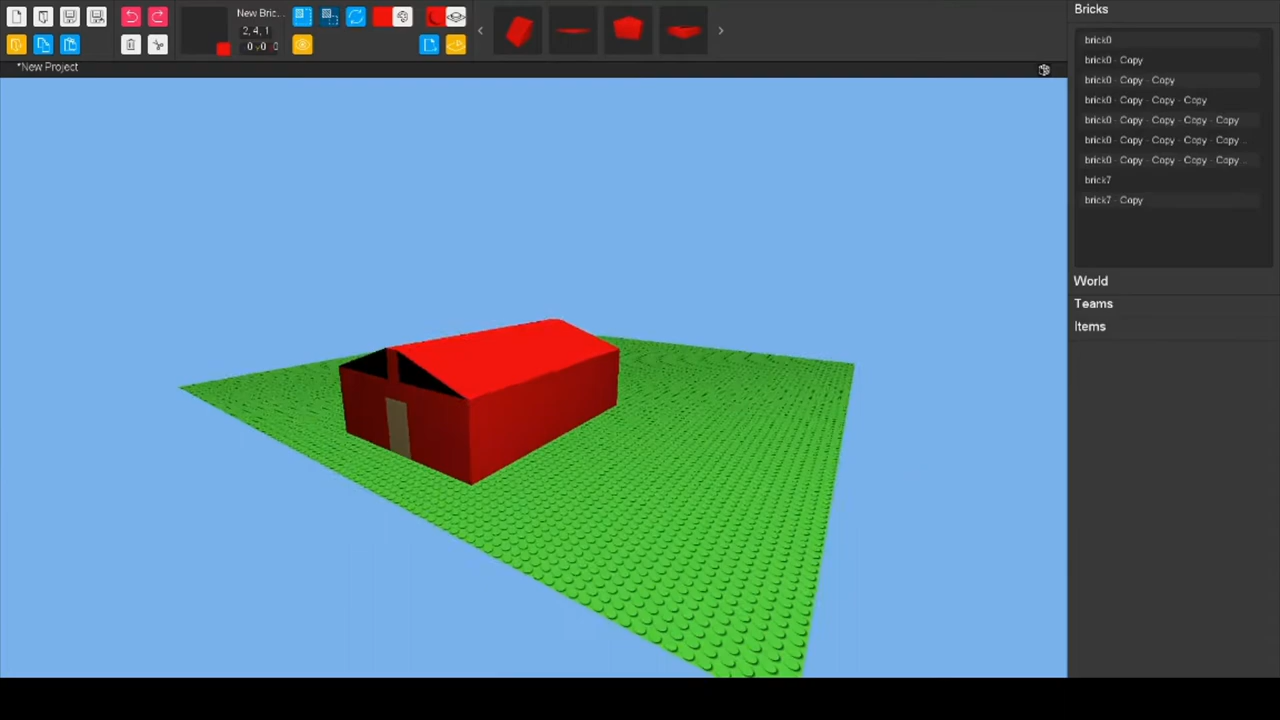 New Bric...
2, 4, 1
0 0 0
*New Project
Bricks
brick0
brick0 - Copy
brick0 - Copy - Copy
brick0 - Copy - Copy - Copy
brick0 - Copy - Copy - Copy - Copy
brick0 - Copy - Copy - Copy - Copy ..
brick0 - Copy - Copy - Copy - Copy ..
brick7
brick7 - Copy
World
Teams
Items